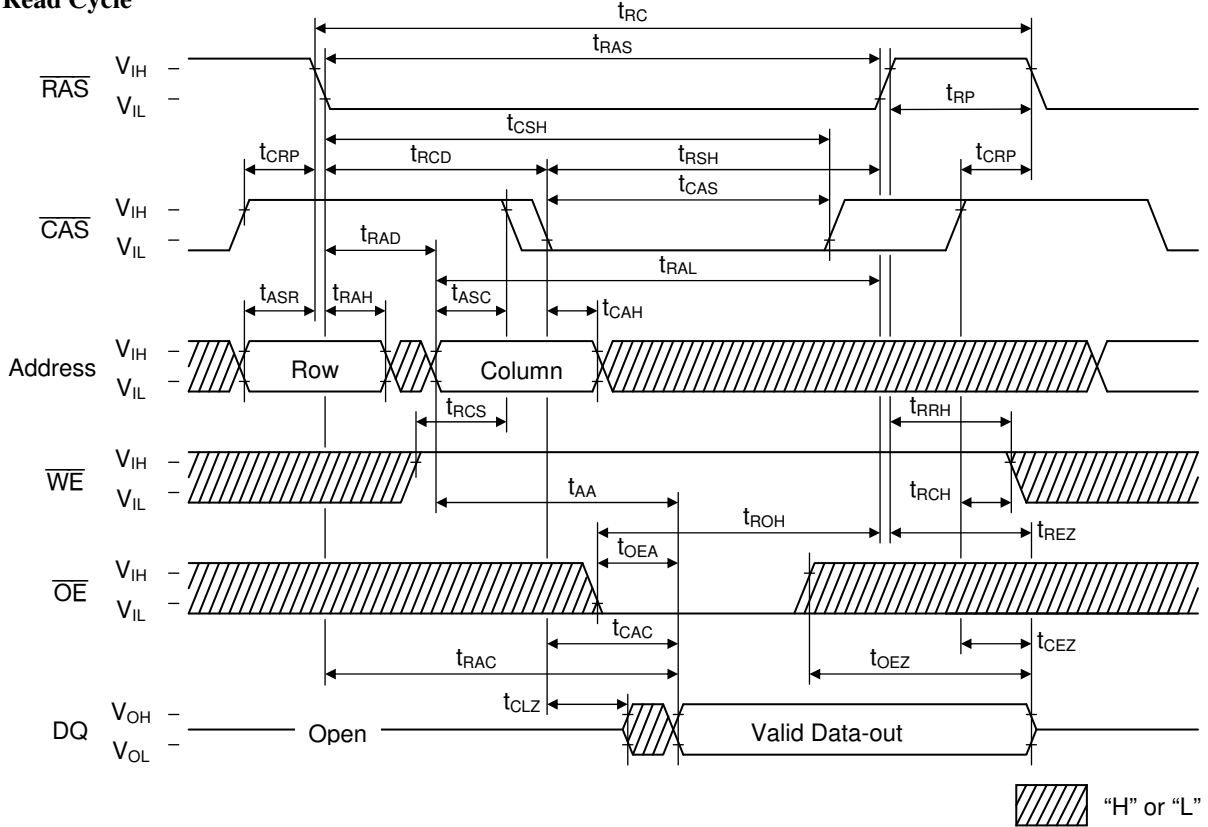 Read Cycle
tRC
tRAS
RAS
VIH
VIL
tRP
tCSH
tCRP
tRCD
tRSH
tCRP
tCAS
CAS
VIH
VIL
tRAD
tRAL
tASR
tRAH
tASC
tCAH
Address
VIH
VIL
Row
Column
tRCS
tRRH
WE
VIH
VIL
tAA
tRCH
tROH
tREZ
tOEA
OE
VIH
VIL
tCAC
tCEZ
tRAC
tOEZ
tCLZ
DQ
VOH
VOL
Open
Valid Data-out
“H” or “L”